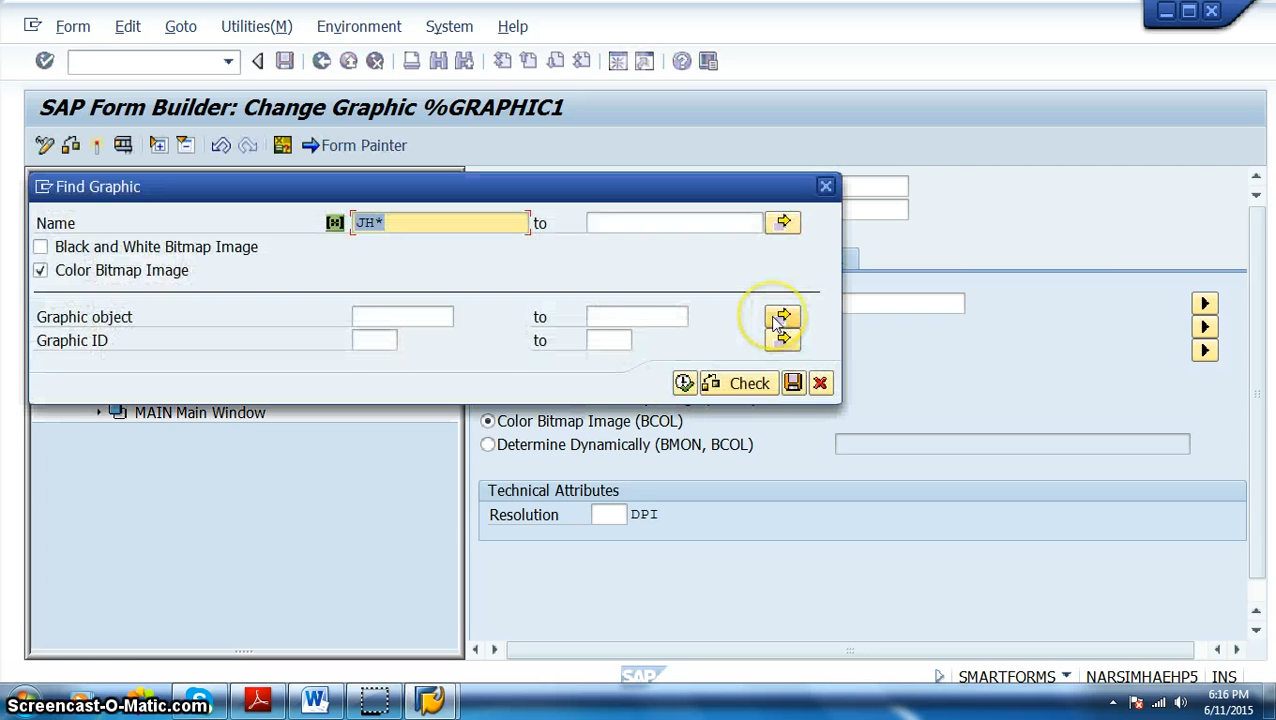 Form Edit Goto Utilities(M) Environment System Help
SAP Form Builder: Change Graphic %GRAPHIC1
Form Painter
Find Graphic
Name JH* to
Black and White Bitmap Image
Color Bitmap Image
Graphic object to
Graphic ID to
Check
MAIN Main Window
Color Bitmap Image (BCOL)
Determine Dynamically (BMON, BCOL)
Technical Attributes
Resolution DPI
SAP
SMARTFORMS NARSIMHAEHP5 INS
Screencast-O-Matic.com
6:16 PM
6/11/2015